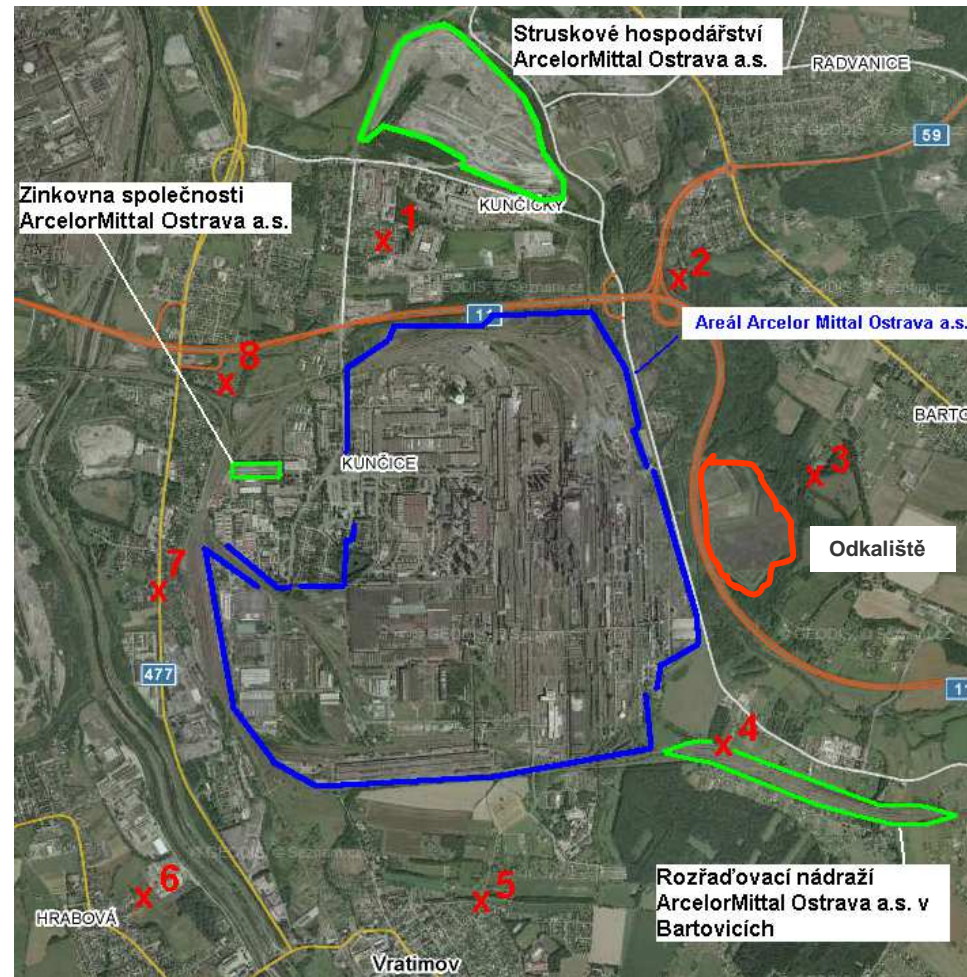 Struskové hospodářství
ArcelorMittal Ostrava a.s.
RADVANICE
59
Zinkovna společnosti
ArcelorMittal Ostrava a.s.
KUNČIČKY
1
2
11
Areál Arcelor Mittal Ostrava a.s.
8
BARTO
KUNČICE
3
Odkaliště
7
477
11
4
6
5
HRABOVÁ
Rozřaďovací nádraží
ArcelorMittal Ostrava a.s. v
Bartovicích
Vratimov